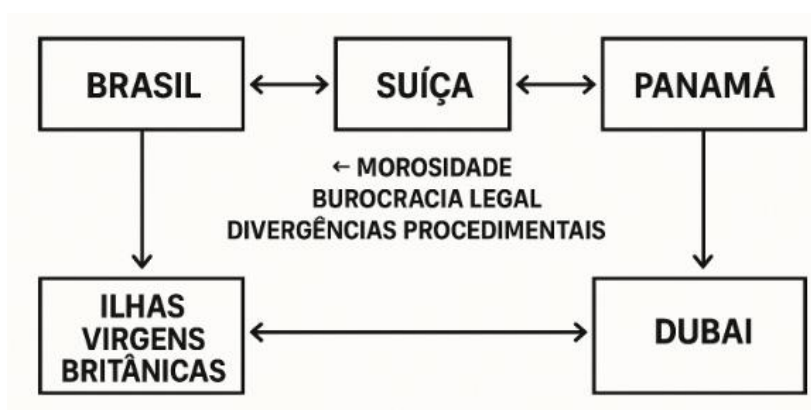 BRASIL
SUÍÇA
PANAMÁ
← MOROSIDADE
BUROCRACIA LEGAL
DIVERGÊNCIAS PROCEDIMENTAIS
ILHAS
VIRGENS
BRITÂNICAS
DUBAI